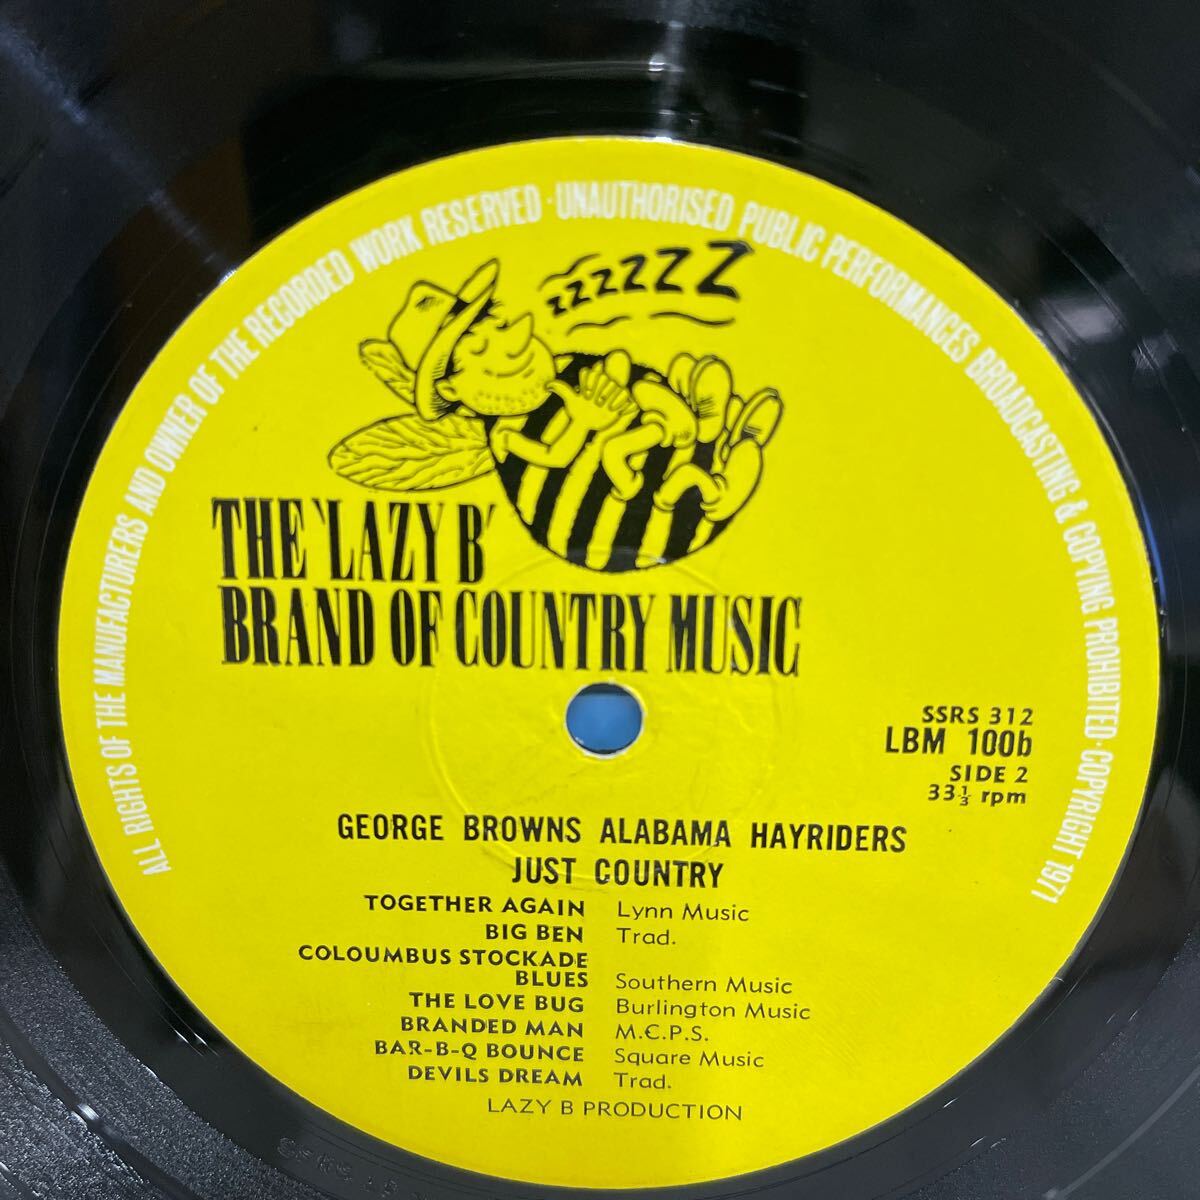 ALL RIGHTS OF THE MANUFACTURERS AND OWNER OF THE RECORDED WORK RESERVED · UNAUTHORISED PUBLIC PERFORMANCES BROADCASTING & COPYING PROHIBITED · COPYRIGHT 1971
zzzzzzZ
THE 'LAZY B'
BRAND OF COUNTRY MUSIC
SSRS 312
LBM 100b
SIDE 2
33⅓ rpm
GEORGE BROWNS ALABAMA HAYRIDERS
JUST COUNTRY
TOGETHER AGAIN Lynn Music
BIG BEN Trad.
COLOUMBUS STOCKADE
BLUES Southern Music
THE LOVE BUG Burlington Music
BRANDED MAN M.C.P.S.
BAR-B-Q BOUNCE Square Music
DEVILS DREAM Trad.
LAZY B PRODUCTION